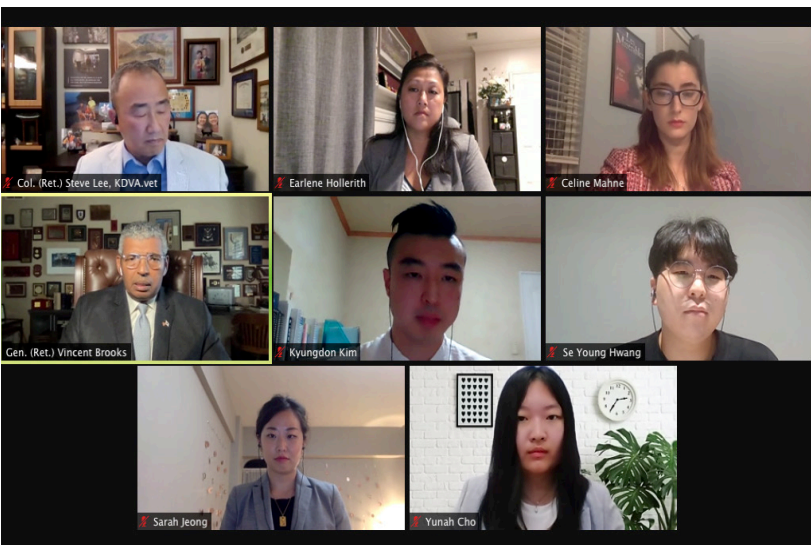 Col. (Ret.) Steve Lee, KDVA.vet
Earlene Hollerith
Celine Mahne
Gen. (Ret.) Vincent Brooks
Kyungdon Kim
Se Young Hwang
Sarah Jeong
Yunah Cho